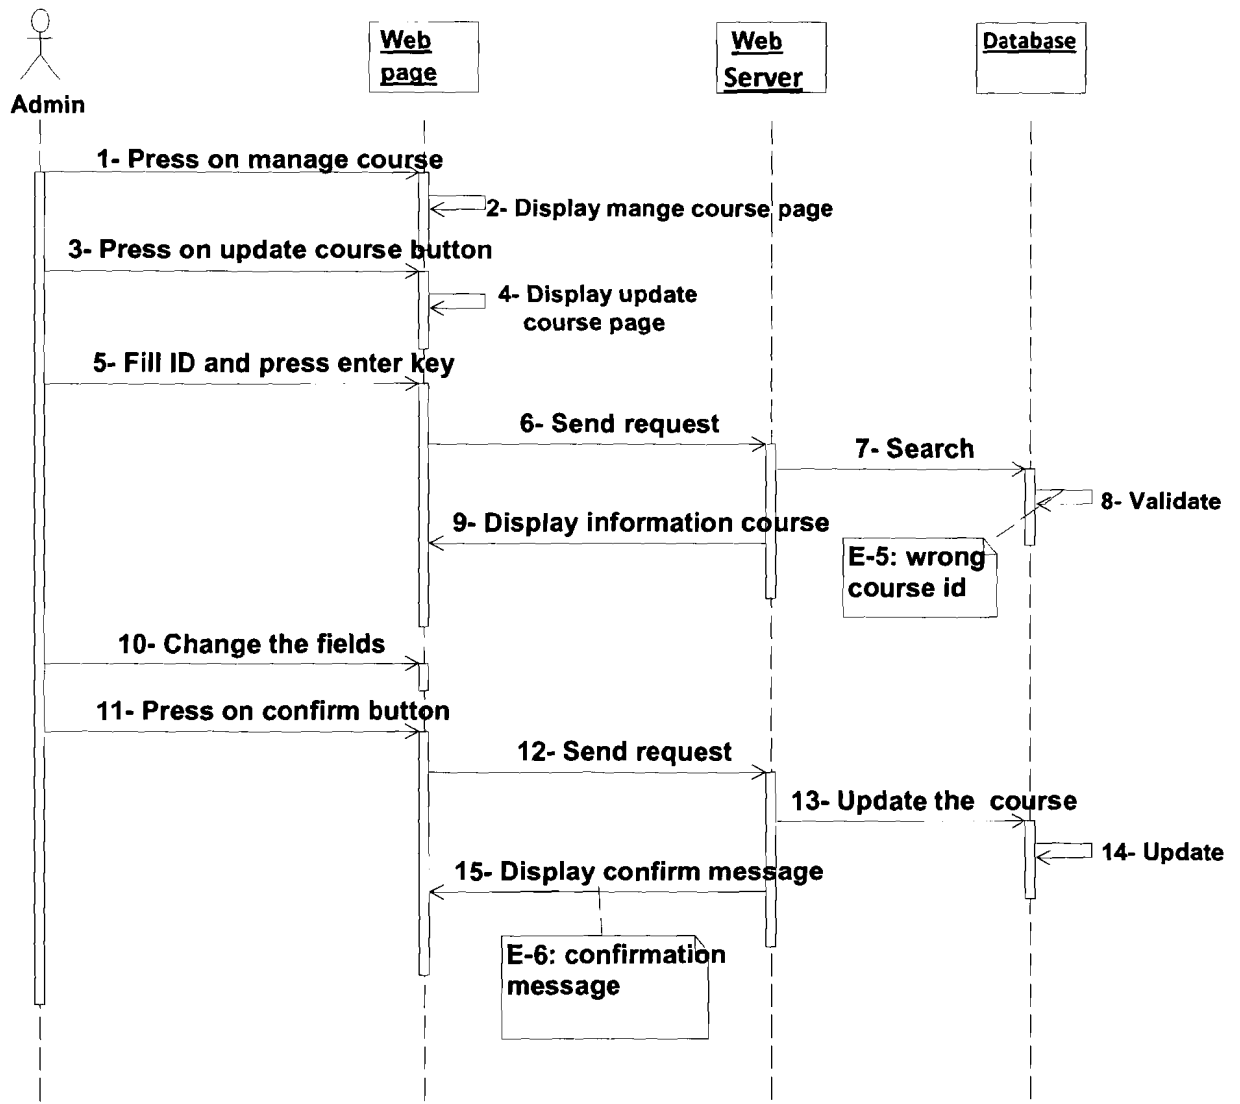 Web
page
Web
Server
Database
Admin
1- Press on manage course
2- Display mange course page
3- Press on update course button
4- Display update
course page
5- Fill ID and press enter key
6- Send request
7- Search
8- Validate
9- Display information course
E-5: wrong
course id
10- Change the fields
11- Press on confirm button
12- Send request
13- Update the course
14- Update
15- Display confirm message
E-6: confirmation
message